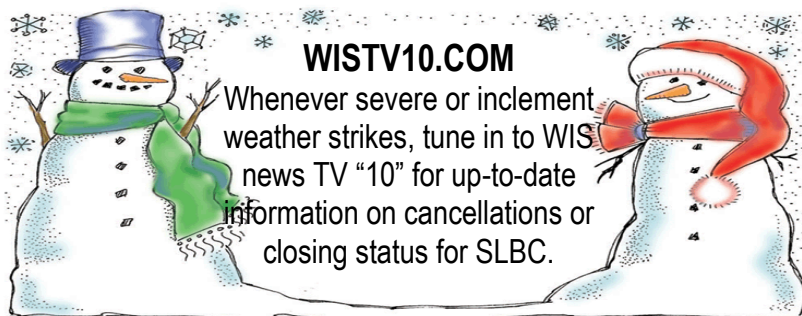 WISTV10.COM
Whenever severe or inclement
weather strikes, tune in to WIS
news TV “10” for up-to-date
information on cancellations or
closing status for SLBC.